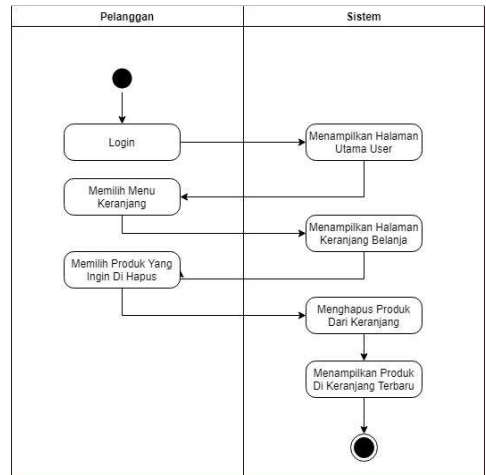 Pelanggan
Sistem
Login
Menampilkan Halaman
Utama User
Memilih Menu
Keranjang
Menampilkan Halaman
Keranjang Belanja
Memilih Produk Yang
Ingin Di Hapus
Menghapus Produk
Dari Keranjang
Menampilkan Produk
Di Keranjang Terbaru